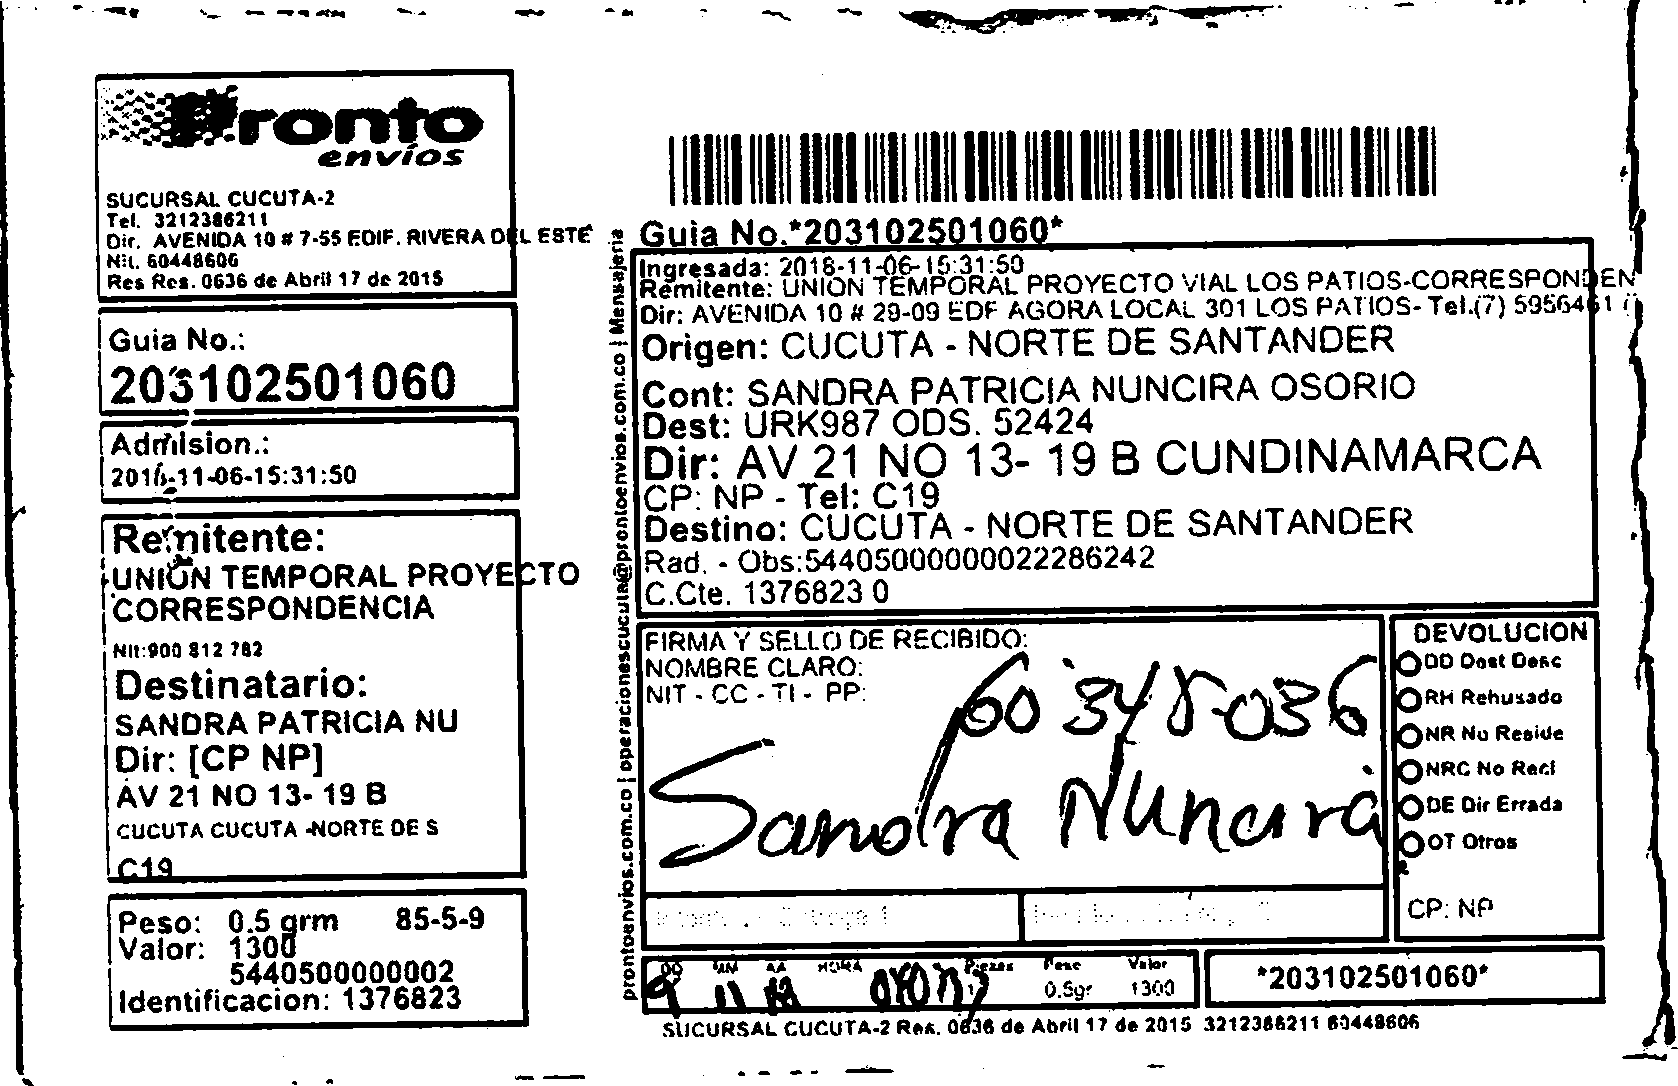 Pronto
envíos
SUCURSAL CUCUTA-2
Tel. 3212386211
Dir. AVENIDA 10 # 7-55 EDIF. RIVERA DEL ESTE
Nit. 60448606
Res Res. 0636 de Abril 17 de 2015
Guia No.:
203102501060
Admision.:
2018-11-06-15:31:50
Remitente:
UNION TEMPORAL PROYECTO
CORRESPONDENCIA
Nit:900 812 782
Destinatario:
SANDRA PATRICIA NU
Dir: [CP NP]
AV 21 NO 13- 19 B
CUCUTA CUCUTA -NORTE DE S
C19
Peso: 0.5 grm 85-5-9
Valor: 1300
5440500000002
Identificacion: 1376823
prontoenvios.com.co | operacionescucuta@prontoenvios.com.co | Mensajeria
Guia No.*203102501060*
Ingresada: 2018-11-06-15:31:50
Remitente: UNION TEMPORAL PROYECTO VIAL LOS PATIOS-CORRESPONDEN
Dir: AVENIDA 10 # 29-09 EDF AGORA LOCAL 301 LOS PATIOS- Tel.(7) 5956461 (
Origen: CUCUTA - NORTE DE SANTANDER
Cont: SANDRA PATRICIA NUNCIRA OSORIO
Dest: URK987 ODS. 52424
Dir: AV 21 NO 13- 19 B CUNDINAMARCA
CP: NP - Tel: C19
Destino: CUCUTA - NORTE DE SANTANDER
Rad. - Obs:54405000000022286242
C.Cte. 1376823 0
FIRMA Y SELLO DE RECIBIDO:
NOMBRE CLARO:
NIT - CC - TI - PP:
60 345-036
Sandra Nuncira
DEVOLUCION
DD Dest Desc
RH Rehusado
NR No Reside
NRC No Recl
DE Dir Errada
OT Otros
CP: NP
DD MM AA HORA Piezas Peso Valor
9 11 18 1 0.5gr 1300
*203102501060*
SUCURSAL CUCUTA-2 Res. 0636 de Abril 17 de 2015 3212386211 60448606